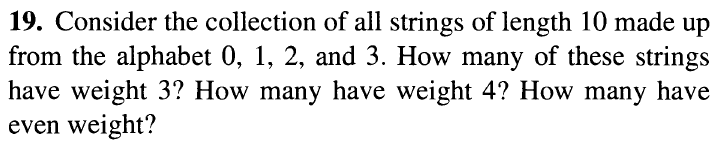 19. Consider the collection of all strings of length 10 made up
from the alphabet 0, 1, 2, and 3. How many of these strings
have weight 3? How many have weight 4? How many have
even weight?